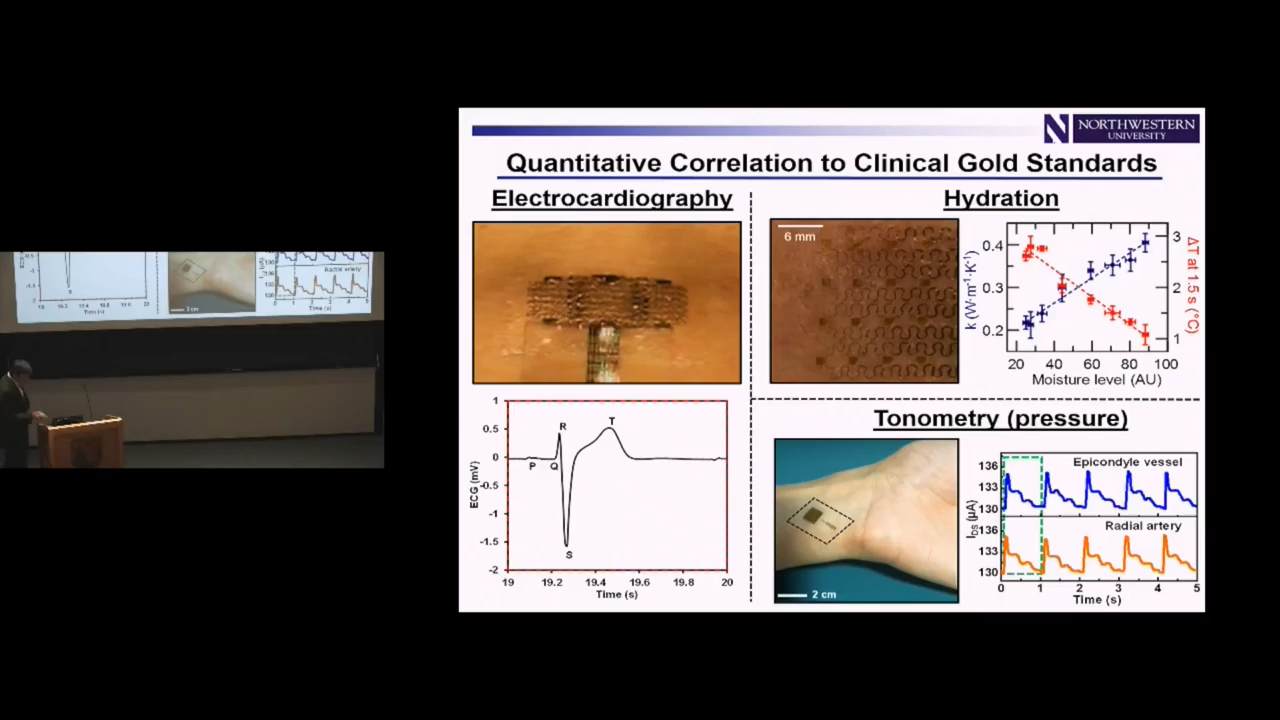 NORTHWESTERN
UNIVERSITY
Quantitative Correlation to Clinical Gold Standards
Electrocardiography
Hydration
6 mm
k (W·m⁻¹·K⁻¹)
0.4
0.3
0.2
3
2
1
ΔT at 1.5 s (°C)
20 40 60 80 100
Moisture level (AU)
ECG (mV)
1
0.5
0
-0.5
-1
-1.5
-2
P
Q
R
S
T
19 19.2 19.4 19.6 19.8 20
Time (s)
Tonometry (pressure)
2 cm
I_DS (µA)
136
133
130
136
133
130
Epicondyle vessel
Radial artery
0 1 2 3 4 5
Time (s)
Radial artery
Time (s)
Time (s)